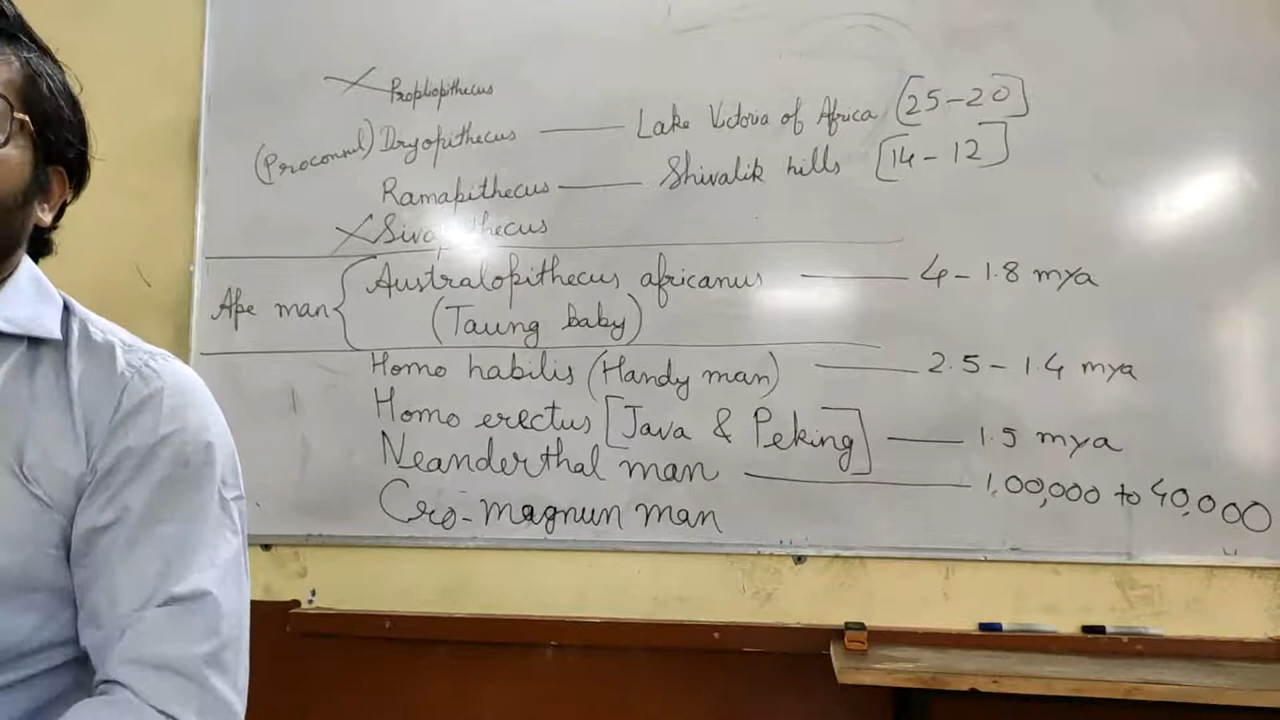 Propliopithecus
(Proconnul) Dryopithecus — Lake Victoria of Africa [25-20]
Ramapithecus — Shivalik hills [14-12]
Sivapithecus
Ape man { Australopithecus africanus — 4-1.8 mya
(Taung baby)
Homo habilis (Handy man) — 2.5-1.4 mya
Homo erectus [Java & Peking] — 1.5 mya
Neanderthal man — 1,00,000 to 40,000
Cro-magnun man